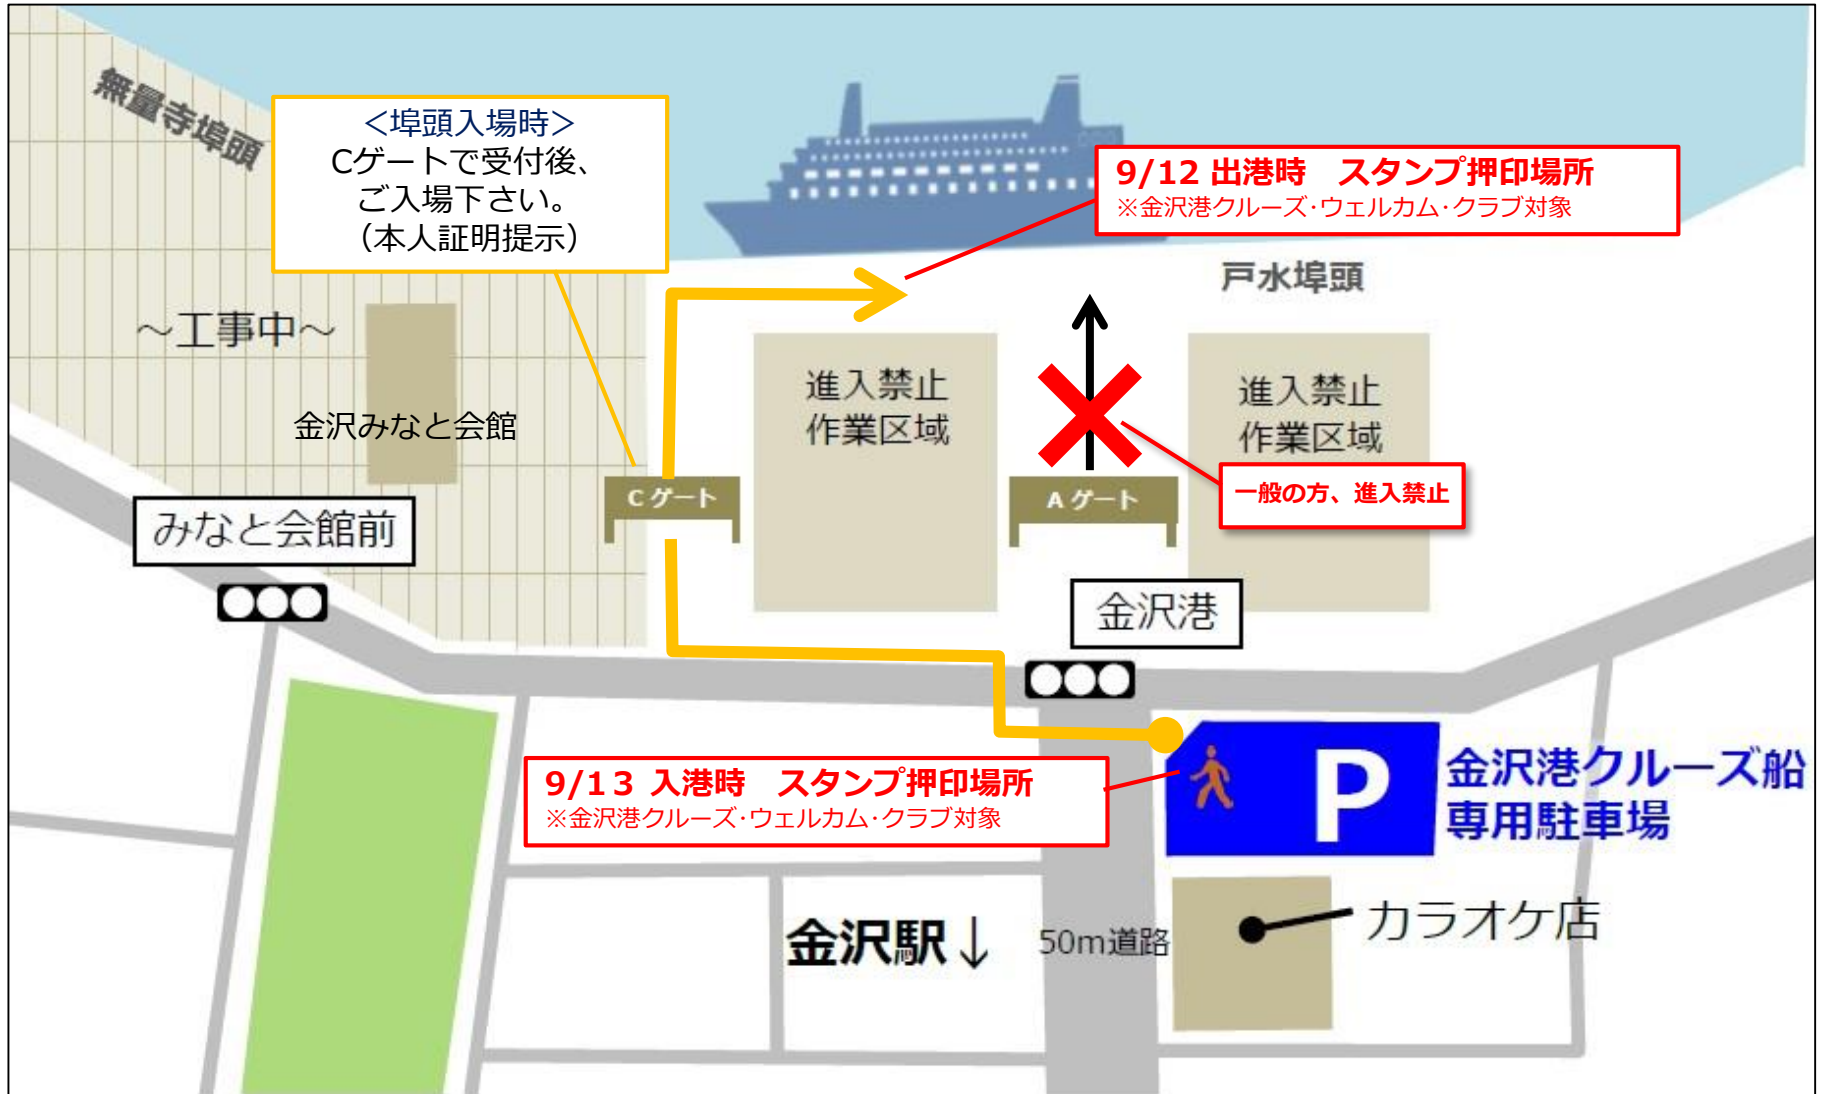 無量寺埠頭
＜埠頭入場時＞
Cゲートで受付後、
ご入場下さい。
（本人証明提示）
9/12 出港時　スタンプ押印場所
※金沢港クルーズ・ウェルカム・クラブ対象
戸水埠頭
～工事中～
金沢みなと会館
進入禁止
作業区域
進入禁止
作業区域
一般の方、進入禁止
C ゲート
A ゲート
みなと会館前
金沢港
9/13 入港時　スタンプ押印場所
※金沢港クルーズ・ウェルカム・クラブ対象
P
金沢港クルーズ船
専用駐車場
金沢駅↓
50m道路
カラオケ店